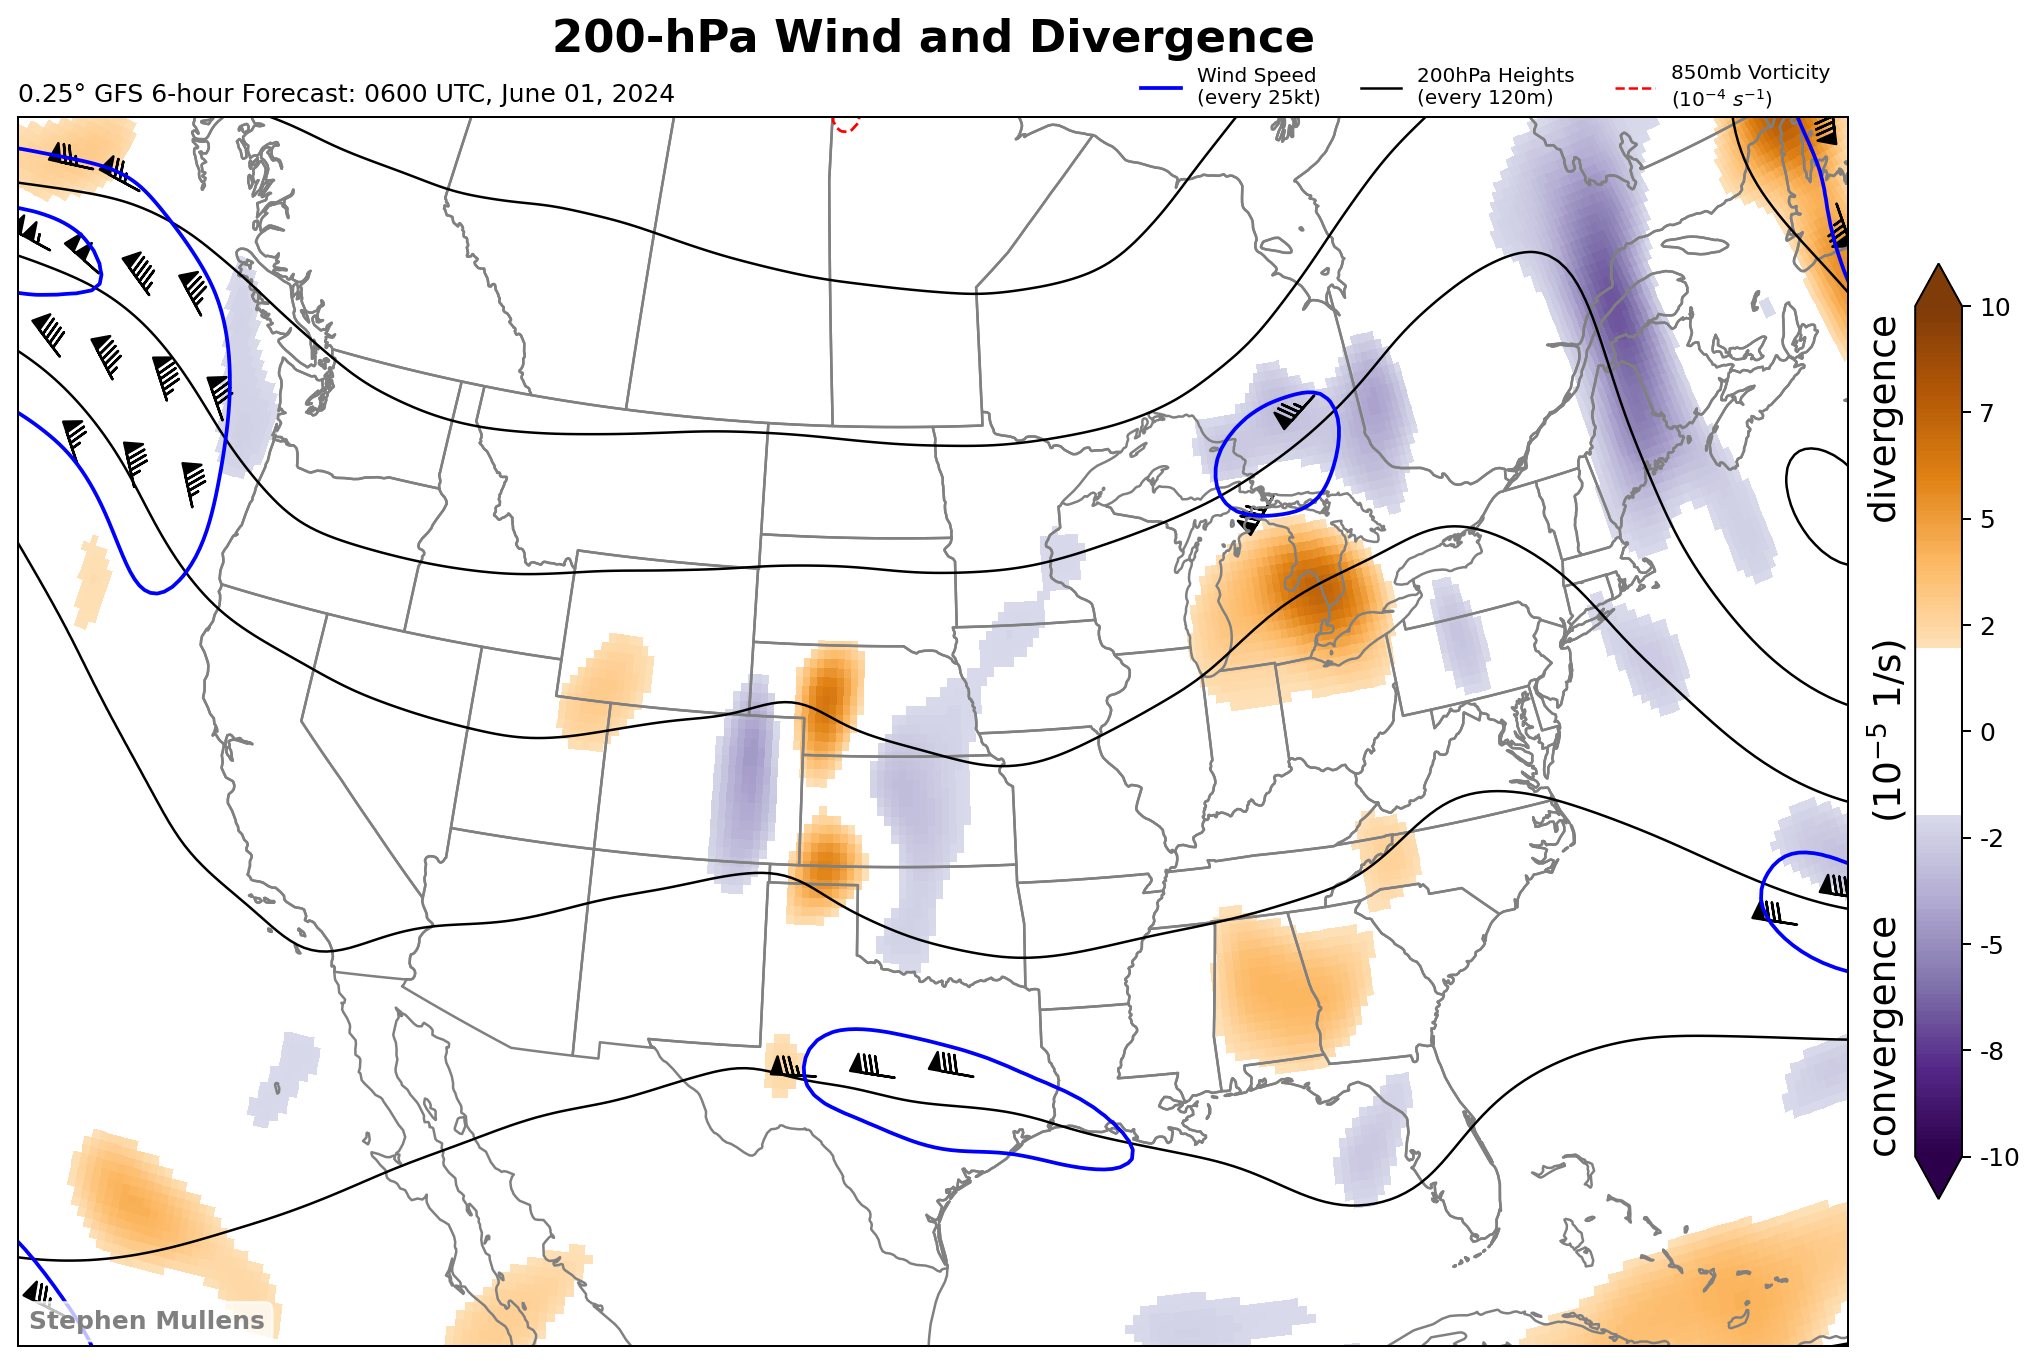 200-hPa Wind and Divergence
0.25° GFS 6-hour Forecast: 0600 UTC, June 01, 2024
Wind Speed
(every 25kt)
200hPa Heights
(every 120m)
850mb Vorticity
(10⁻⁴ s⁻¹)
10
7
5
2
0
-2
-5
-8
-10
convergence (10⁻⁵ 1/s) divergence
Stephen Mullens